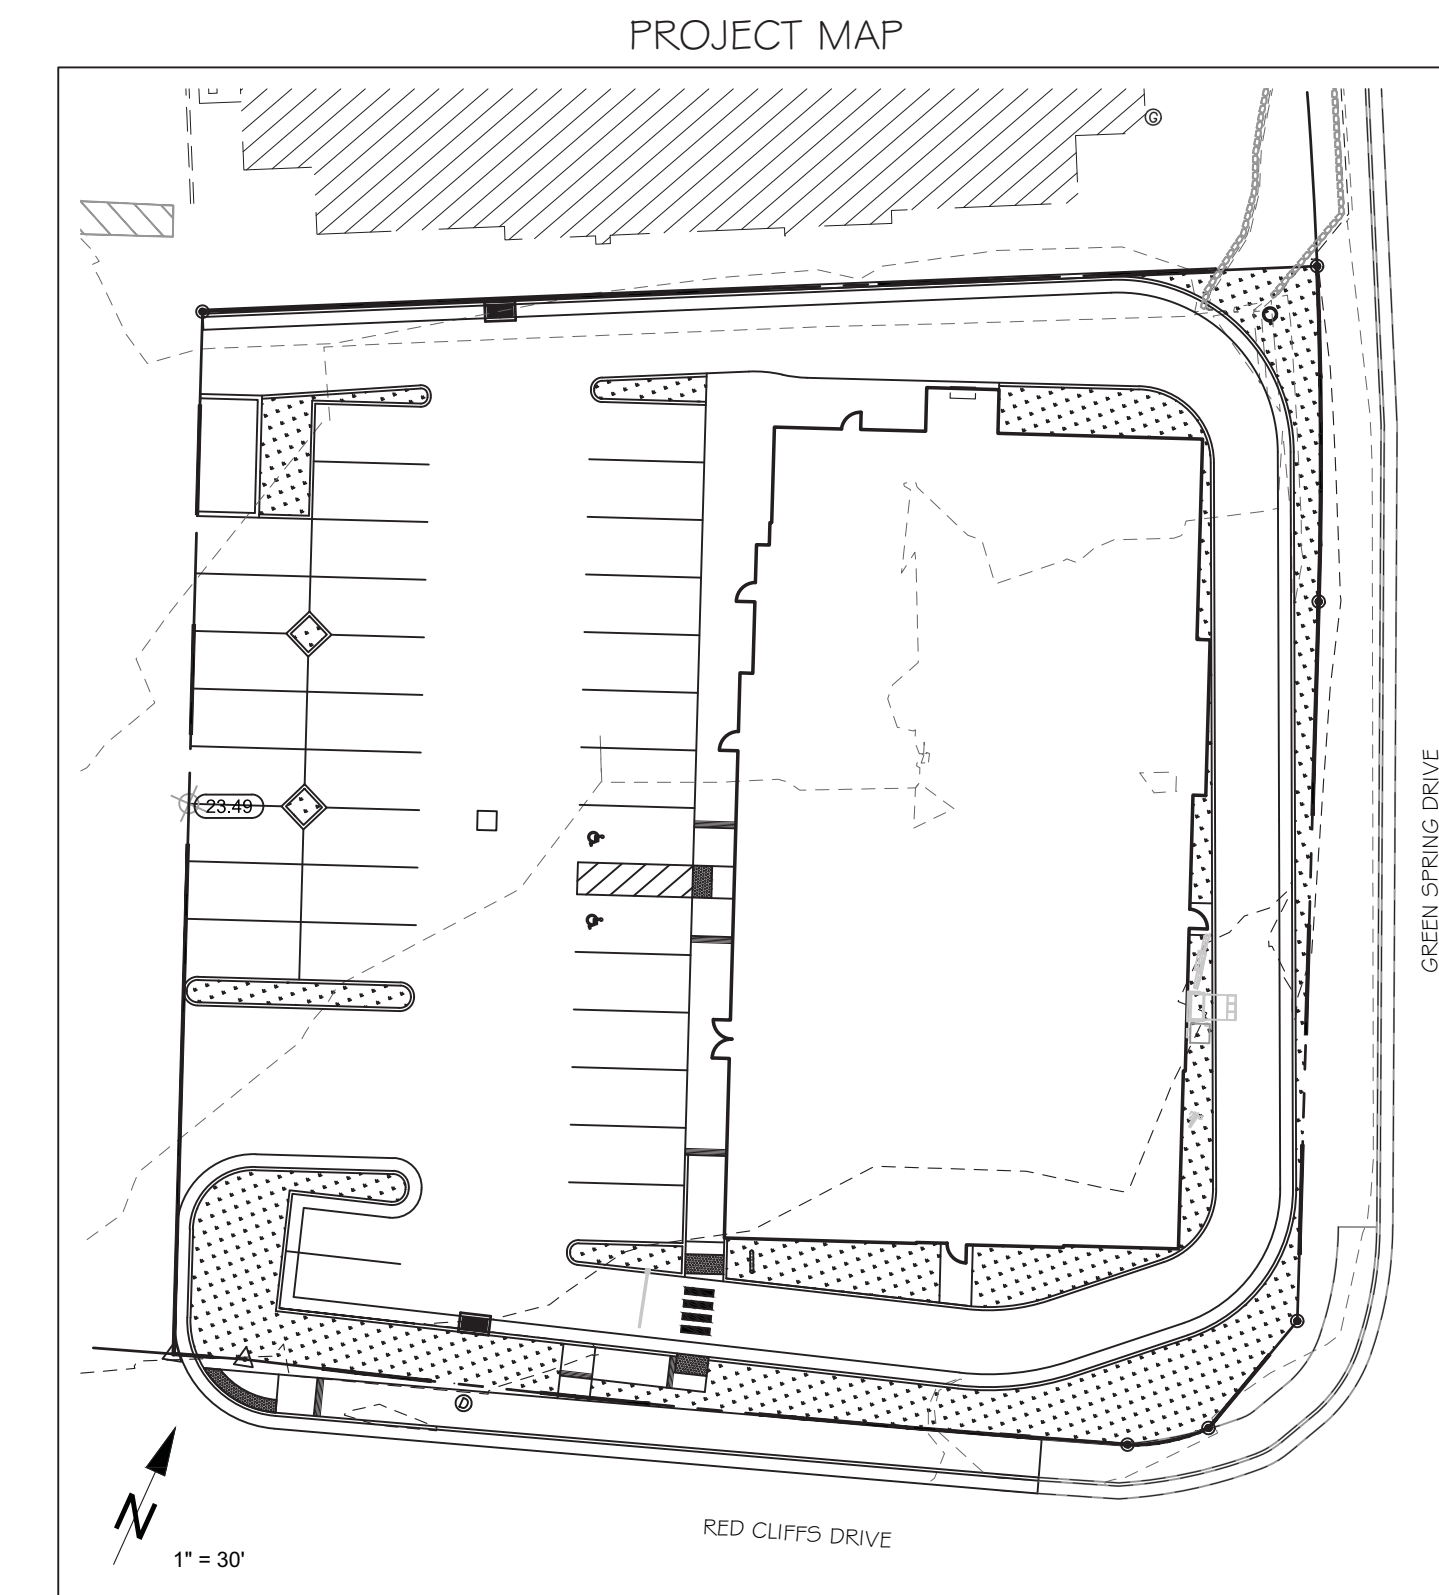 PROJECT MAP
G
GREEN SPRING DRIVE
23.49
D
RED CLIFFS DRIVE
N
1" = 30'